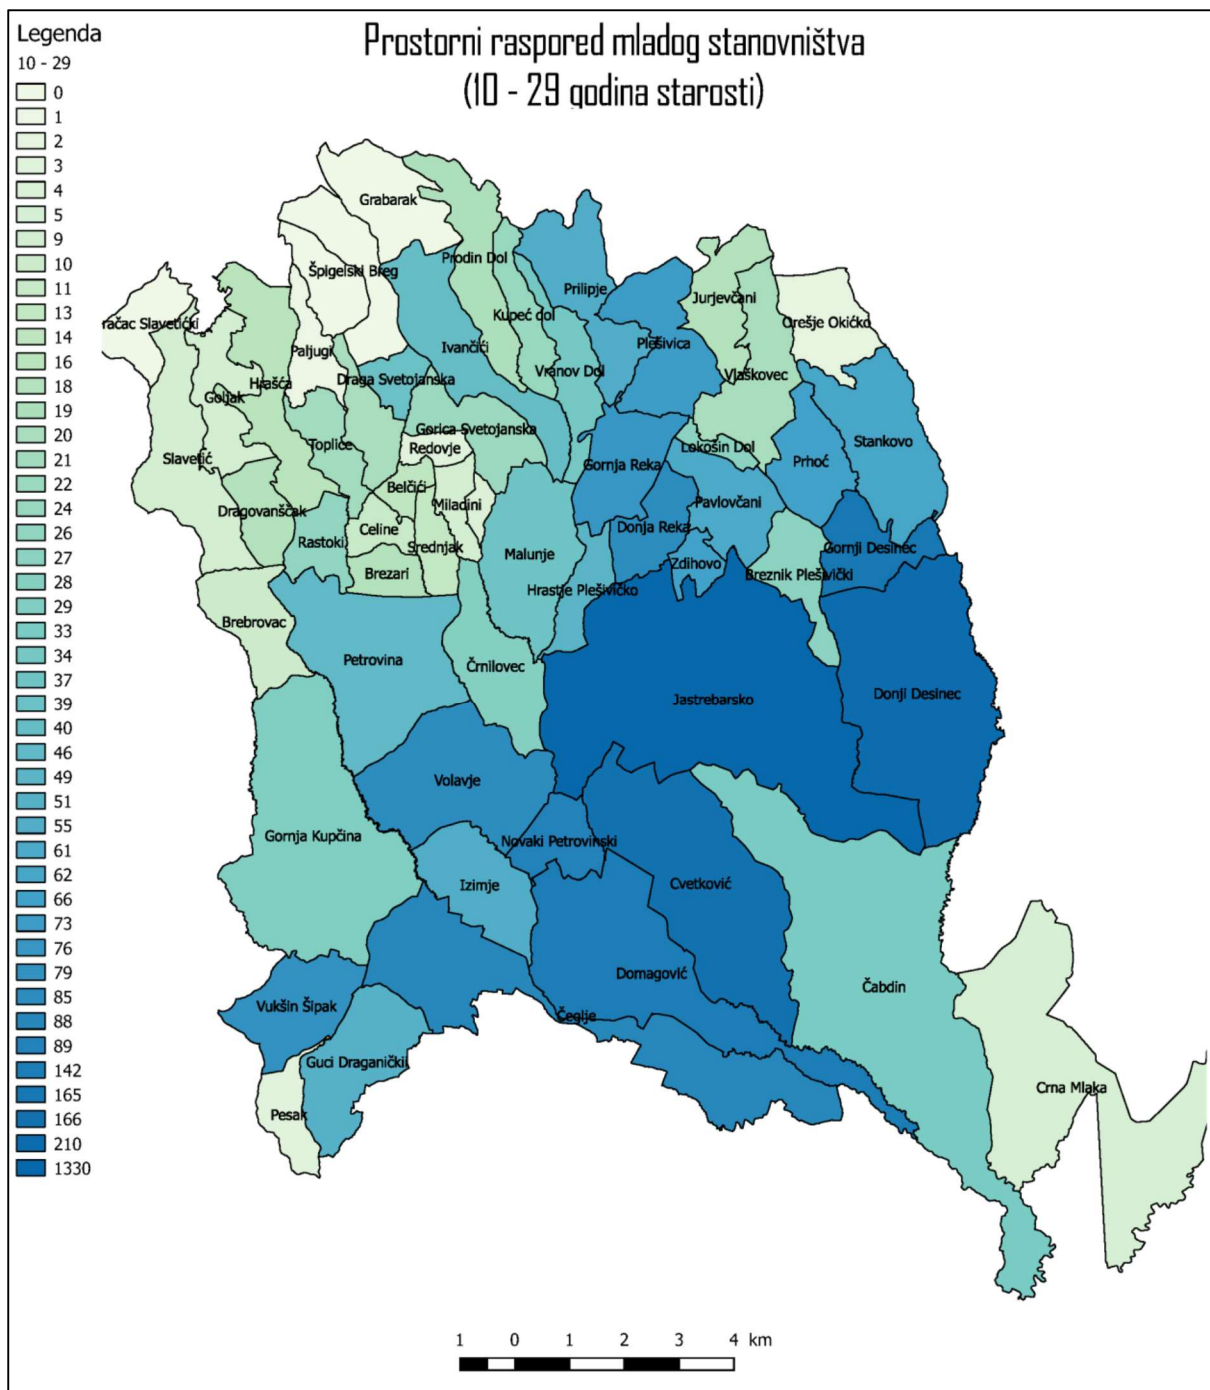 Legenda
10 - 29
0
1
2
3
4
5
9
10
11
13
14
16
18
19
20
21
22
24
26
27
28
29
33
34
37
39
40
46
49
51
55
61
62
66
73
76
79
85
88
89
142
165
166
210
1330
Prostorni raspored mladog stanovništva
(10 - 29 godina starosti)
Grabarak
Prodin Dol
Špigelski Breg
Prilipje
Jurjevčani
Kupeć dol
račac Slavetićki
Orešje Okićko
Plešivica
Ivančići
Paljugi
Vranov Dol
Vlaškovec
Draga Svetojanska
Hrašća
Goljak
Gorica Svetojanska
Stankovo
Toplice
Redovje
Lokošin Dol
Slavetić
Prhoć
Gornja Reka
Belčići
Pavlovčani
Miladini
Dragovanščak
Celine
Donja Reka
Rastoki
Srednjak
Gornji Desinec
Malunje
Zdihovo
Brezari
Breznik Plešivički
Hrastje Plešivičko
Brebrovac
Petrovina
Črnilovec
Donji Desinec
Jastrebarsko
Volavje
Gornja Kupčina
Novaki Petrovinski
Izimje
Cvetković
Domagović
Čabdin
Vukšin Šipak
Čeglje
Guci Draganićkii
Crna Mlaka
Pesak
1 0 1 2 3 4 km